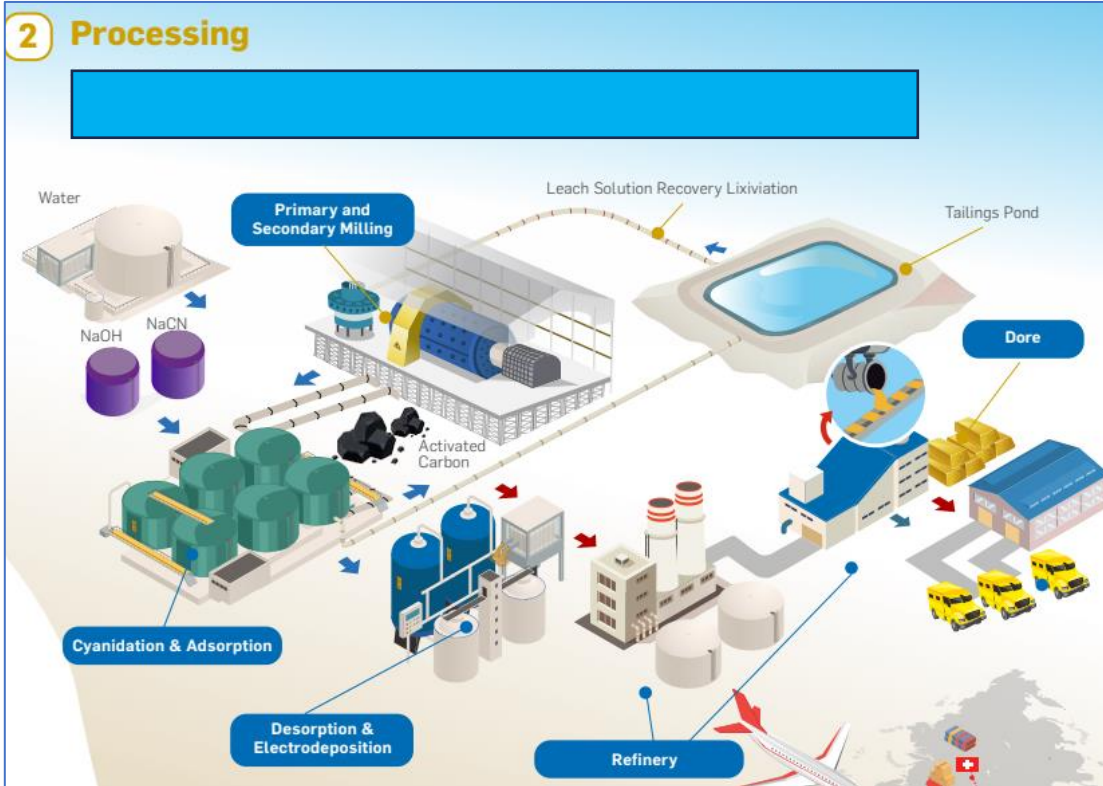 2 Processing
Water
Primary and
Secondary Milling
Leach Solution Recovery Lixiviation
Tailings Pond
NaOH
NaCN
Dore
Activated
Carbon
Cyanidation & Adsorption
Desorption &
Electrodeposition
Refinery